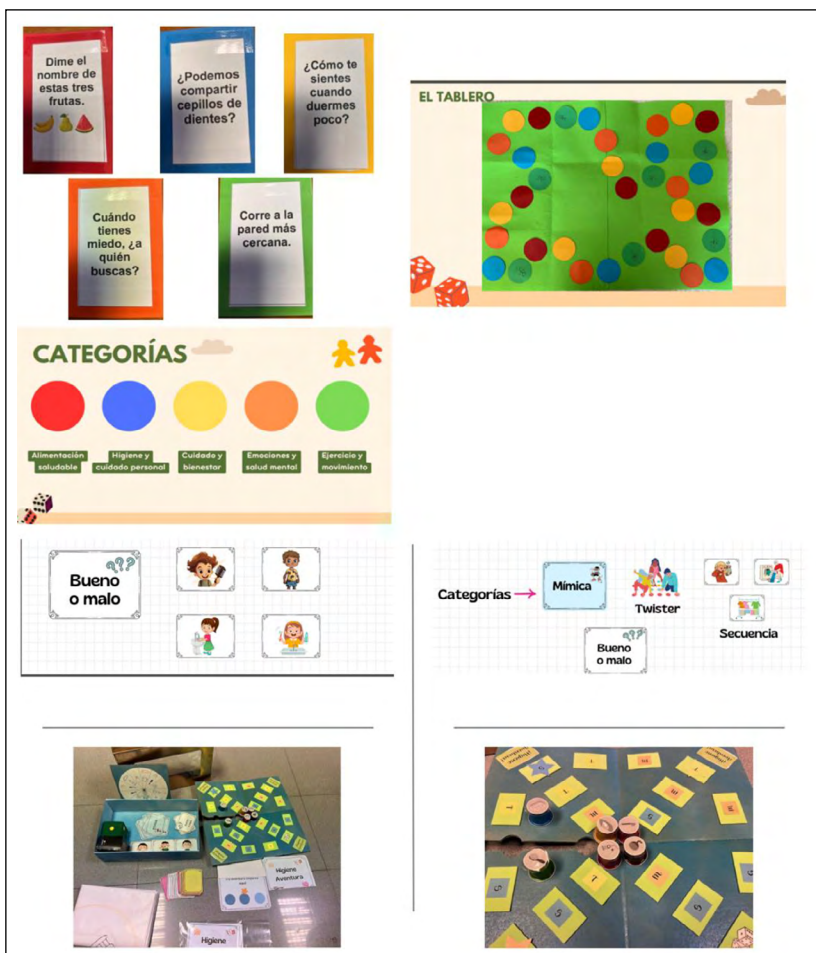 Dime el
nombre de
estas tres
frutas.
¿Podemos
compartir
cepillos de
dientes?
¿Cómo te
sientes
cuando
duermes
poco?
Cuándo
tienes
miedo, ¿a
quién
buscas?
Corre a la
pared más
cercana.
EL TABLERO
CATEGORÍAS
Alimentación
saludable
Higiene y
cuidado personal
Cuidado y
bienestar
Emociones y
salud mental
Ejercicio y
movimiento
???
Bueno
o malo
Categorías
Mímica
Twister
Secuencia
???
Bueno
o malo
Higiene
Aventura
Higiene
T
m
T
S
T
m
M
T
S
T
m
S
S